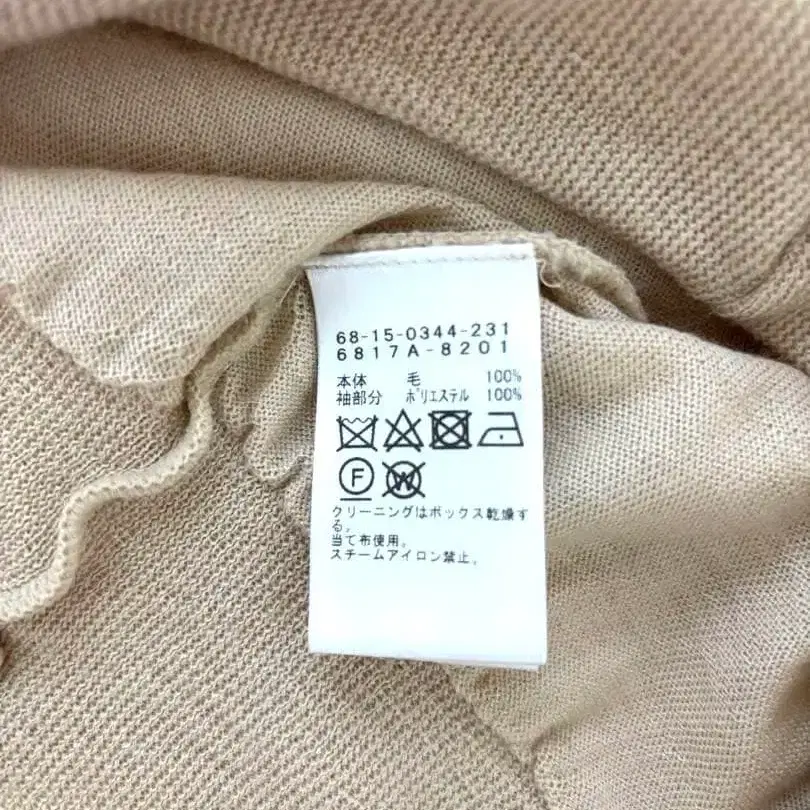 68-15-0344-231
6817A-8201
本体 毛 100%
袖部分 ﾎﾟﾘｴｽﾃﾙ 100%
F W
クリーニングはボックス乾燥す
る。
当て布使用。
スチームアイロン禁止。